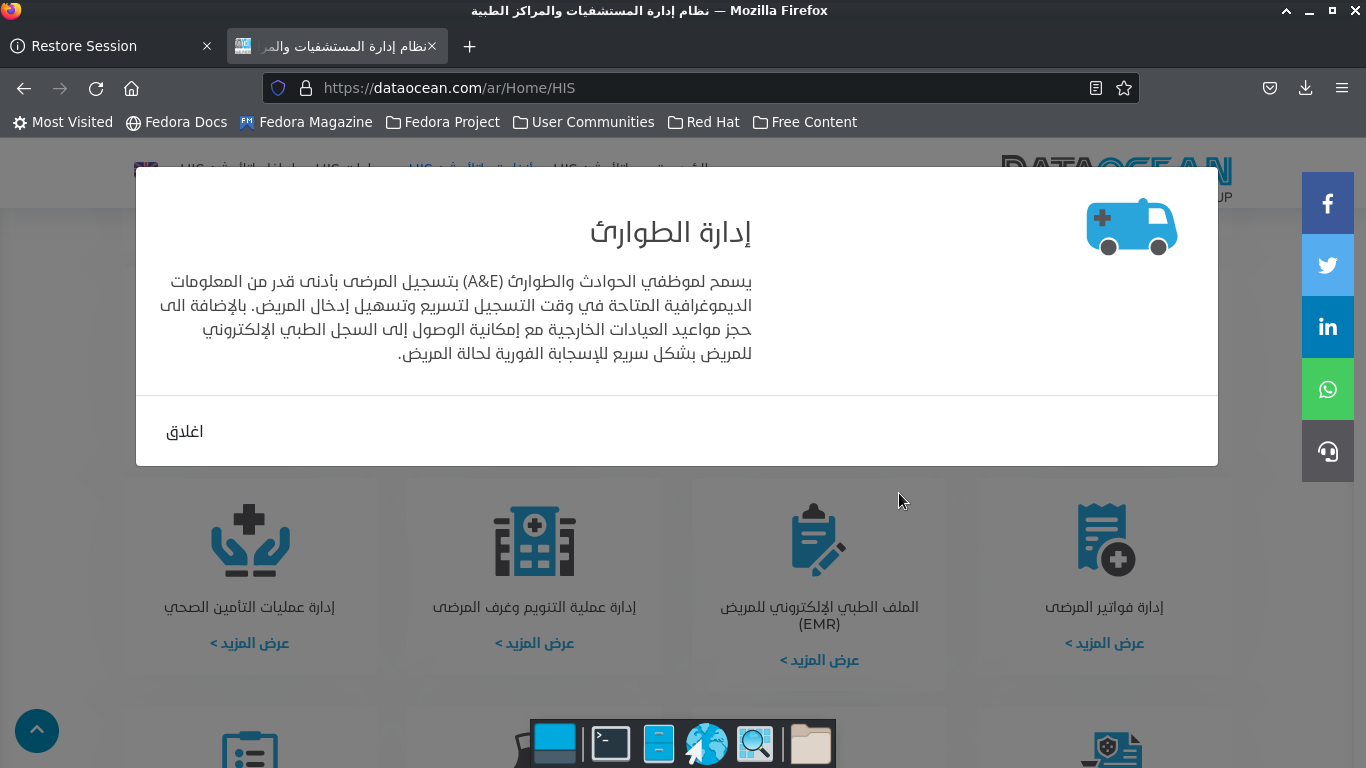 نظام إدارة المستشفيات والمراكز الطبية — Mozilla Firefox
Restore Session
نظام إدارة المستشفيات والمرا
https://dataocean.com/ar/Home/HIS
Most Visited
Fedora Docs
Fedora Magazine
Fedora Project
User Communities
Red Hat
Free Content
DATAOCEAN
إدارة الطوارئ
يسمح لموظفي الحوادث والطوارئ (A&E) بتسجيل المرضى بأدنى قدر من المعلومات
الديموغرافية المتاحة في وقت التسجيل لتسريع وتسهيل إدخال المريض. بالإضافة الى
حجز مواعيد العيادات الخارجية مع إمكانية الوصول إلى السجل الطبي الإلكتروني
للمريض بشكل سريع للإسجابة الفورية لحالة المريض.
اغلاق
إدارة فواتير المرضى
عرض المزيد >
الملف الطبي الإلكتروني للمريض
(EMR)
عرض المزيد >
إدارة عملية التنويم وغرف المرضى
عرض المزيد >
إدارة عمليات التأمين الصحي
عرض المزيد >